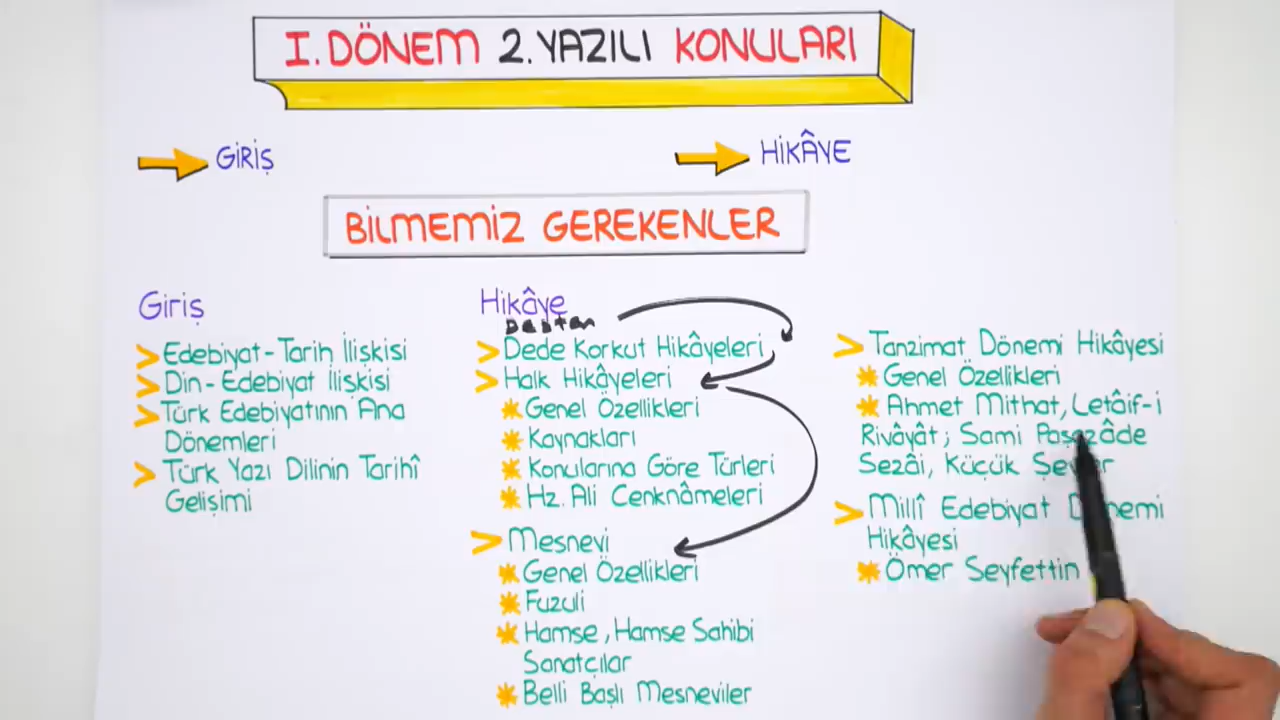 I. DÖNEM 2. YAZILI KONULARI
GİRİŞ
HİKÂYE
BİLMEMİZ GEREKENLER
Giriş
> Edebiyat-Tarih İlişkisi
> Din-Edebiyat İlişkisi
> Türk Edebiyatının Ana
Dönemleri
> Türk Yazı Dilinin Tarihî
Gelişimi
Hikâye
Destan
> Dede Korkut Hikâyeleri
> Halk Hikâyeleri
* Genel Özellikleri
* Kaynakları
* Konularına Göre Türleri
* Hz. Ali Cenknâmeleri
> Mesnevi
* Genel Özellikleri
* Fuzuli
* Hamse, Hamse Sahibi
Sanatçılar
* Belli Başlı Mesneviler
> Tanzimat Dönemi Hikâyesi
* Genel Özellikleri
* Ahmet Mithat, Letâif-i
Rivâyât; Sami Paşazâde
Sezâi, Küçük Şeyler
> Millî Edebiyat Dönemi
Hikâyesi
* Ömer Seyfettin